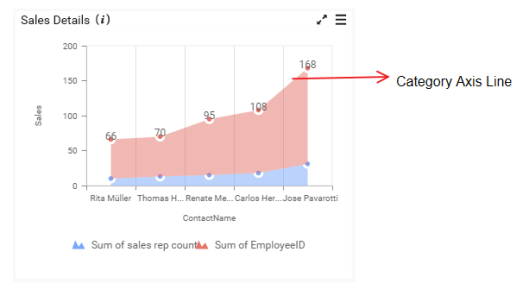 Sales Details (i)
200
168
Category Axis Line
150
108
95
100
66
70
Sales
50
0
Rita Müller Thomas H... Renate Me... Carlos Her... Jose Pavarotti
ContactName
Sum of sales rep count Sum of EmployeeID